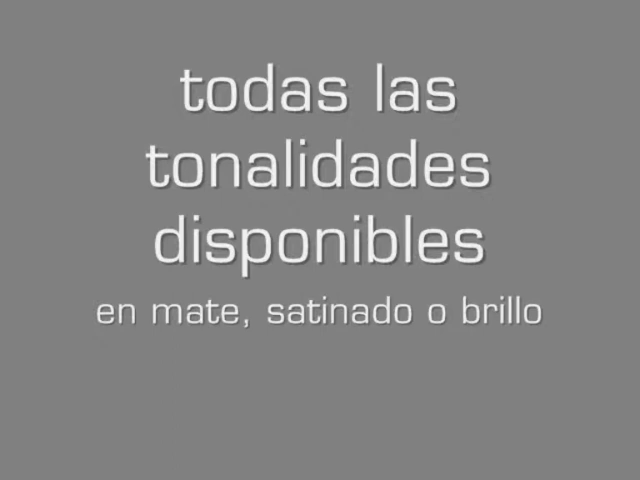 todas las
tonalidades
disponibles
en mate, satinado o brillo